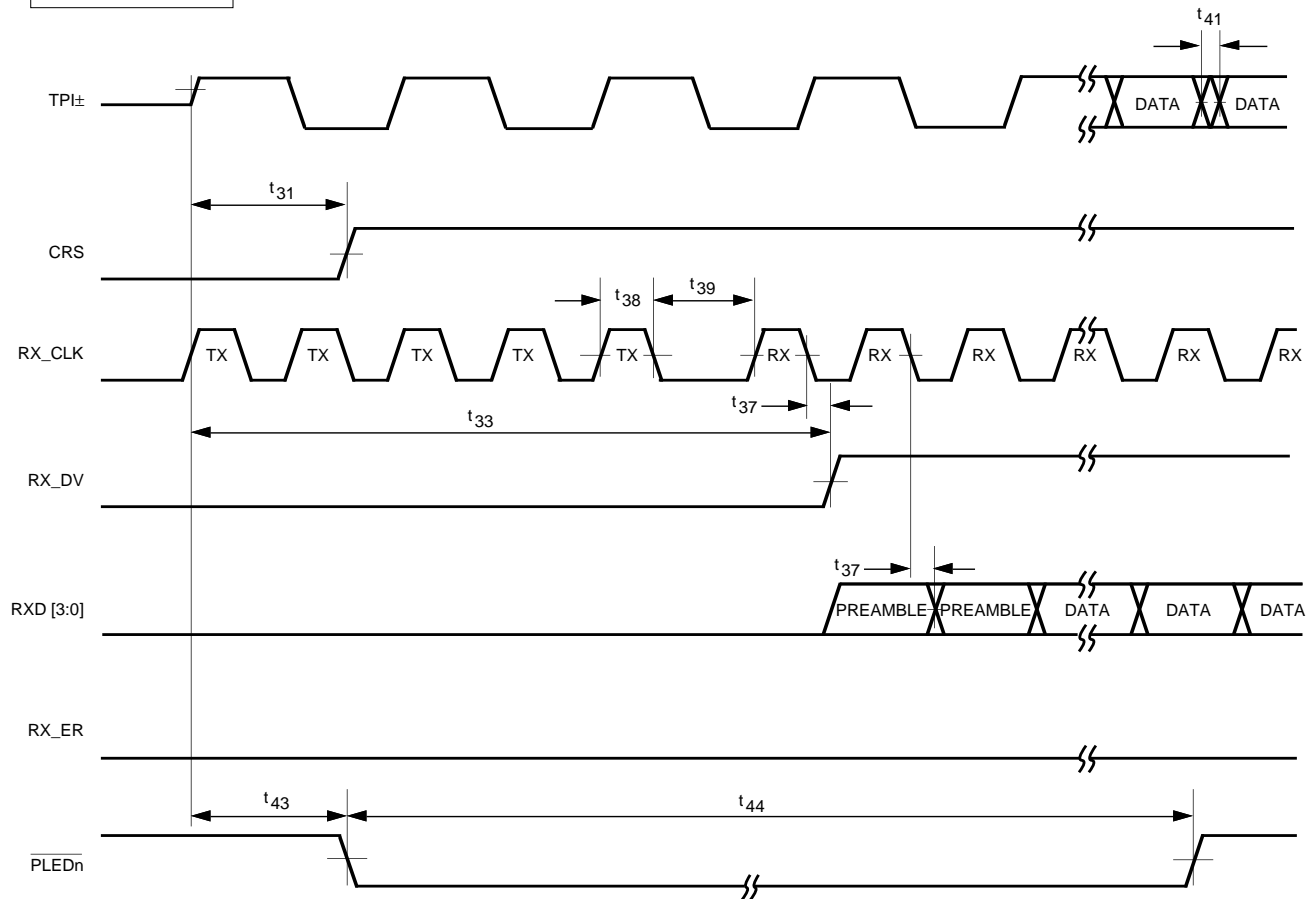 t41
TPI±
DATA
DATA
t31
CRS
t38
t39
RX_CLK
TX
TX
TX
TX
TX
RX
RX
RX
RX
RX
RX
t37
t33
RX_DV
t37
RXD [3:0]
PREAMBLE
PREAMBLE
DATA
DATA
DATA
RX_ER
t43
t44
PLEDn